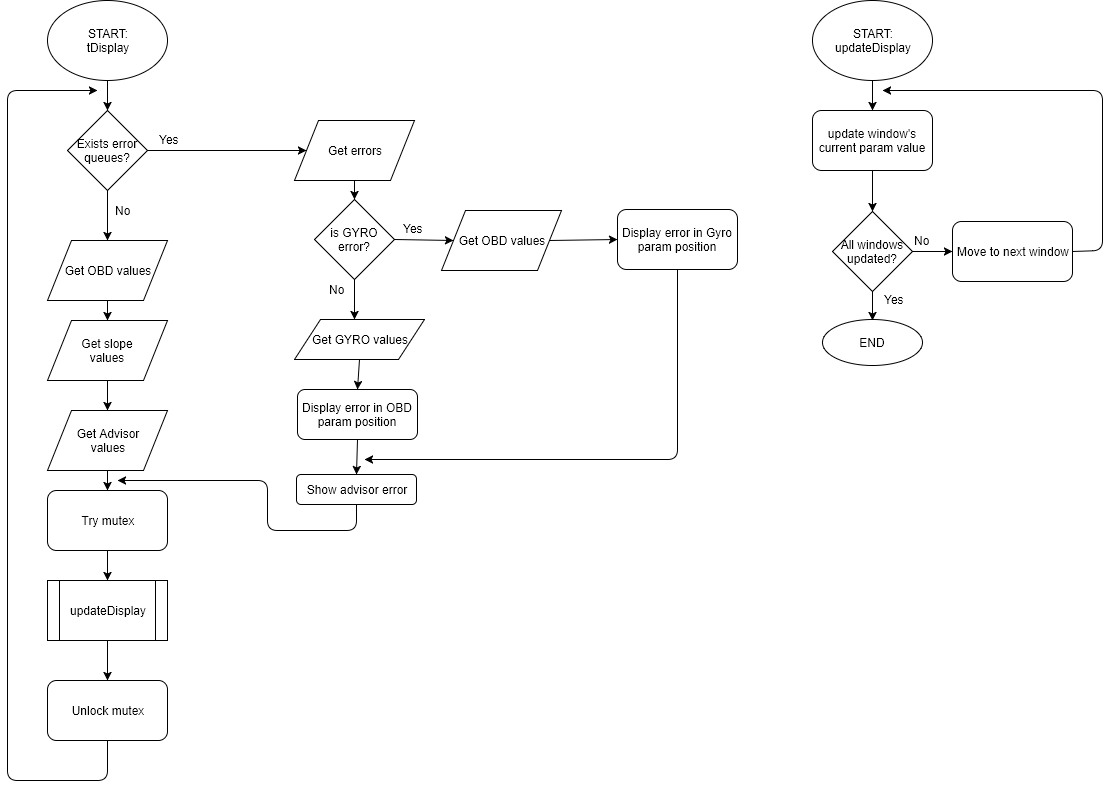 START:
tDisplay
Exists error
queues?
Yes
No
Get OBD values
Get slope
values
Get Advisor
values
Try mutex
updateDisplay
Unlock mutex
Get errors
is GYRO
error?
Yes
No
Get OBD values
Display error in Gyro
param position
Get GYRO values
Display error in OBD
param position
Show advisor error
START:
updateDisplay
update window's
current param value
All windows
updated?
No
Move to next window
Yes
END